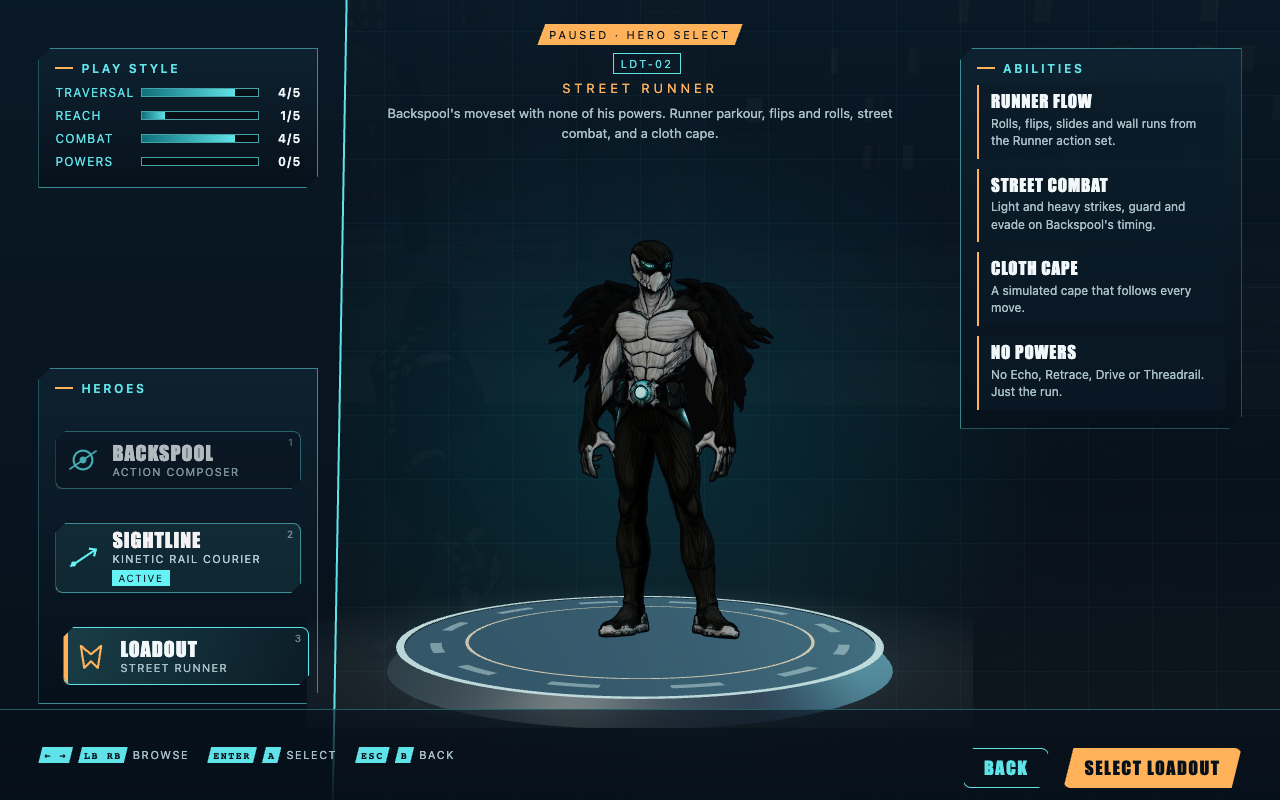 PAUSED · HERO SELECT
LDT-02
STREET RUNNER
Backspool's moveset with none of his powers. Runner parkour, flips and rolls, street
combat, and a cloth cape.
PLAY STYLE
TRAVERSAL 4/5
REACH 1/5
COMBAT 4/5
POWERS 0/5
HEROES
BACKSPOOL 1
ACTION COMPOSER
SIGHTLINE 2
KINETIC RAIL COURIER
ACTIVE
LOADOUT 3
STREET RUNNER
ABILITIES
RUNNER FLOW
Rolls, flips, slides and wall runs from
the Runner action set.
STREET COMBAT
Light and heavy strikes, guard and
evade on Backspool's timing.
CLOTH CAPE
A simulated cape that follows every
move.
NO POWERS
No Echo, Retrace, Drive or Threadrail.
Just the run.
← → LB RB BROWSE ENTER A SELECT ESC B BACK
BACK
SELECT LOADOUT